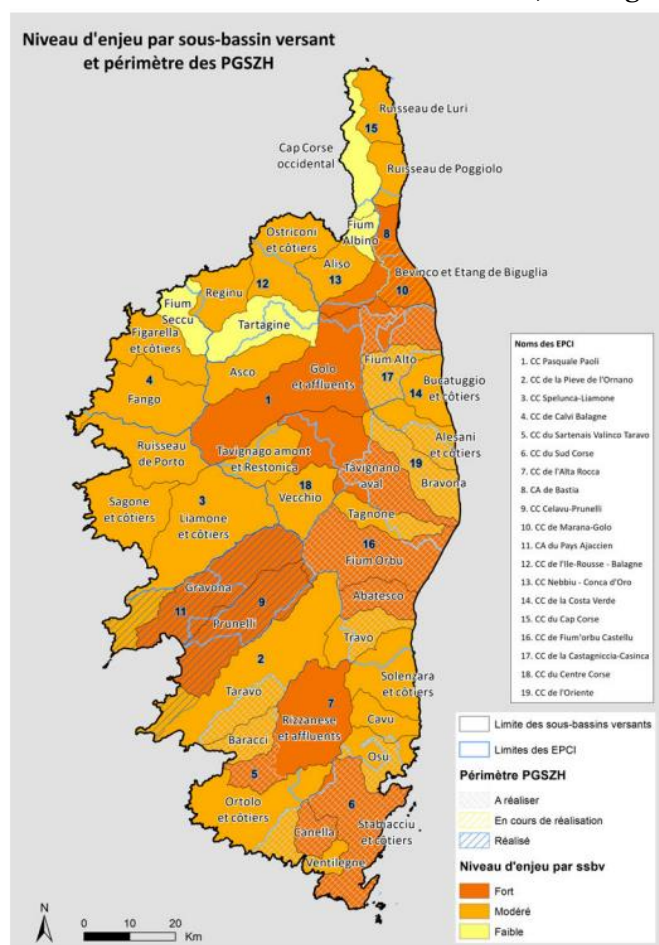 Niveau d'enjeu par sous-bassin versant
et périmètre des PGSZH
Ruisseau de Luri
15
Cap Corse
occidental
Ruisseau de Poggiolo
Fium
Albino
8
Ostriconi
et côtiers
Aliso
13
Bevinco et Etang de Biguglia
10
Reginu
12
Fium
Seccu
Tartagine
Figarella
et côtiers
Asco
Golo
et affluents
Fium Alto
17
14
Bucatuggio
et côtiers
4
Fango
1
Alesani
et côtiers
Ruisseau
de Porto
Tavignago amont
et Restonica
Tavignano
aval
19
Bravona
18
Vecchio
Sagone
et côtiers
3
Liamone
et côtiers
Tagnone
16
Fium Orbu
Gravona
Abatesco
11
9
Prunelli
Travo
2
Solenzara
et côtiers
Taravo
7
Rizzanese
et affluents
Cavu
Baracci
Osu
5
Ortolo
et côtiers
6
Stabiacciu
et côtiers
Canella
Ventilegne
Noms des EPCI
1. CC Pasquale Paoli
2. CC de la Pieve de l'Ornano
3. CC Spelunca-Liamone
4. CC de Calvi Balagne
5. CC du Sartenais Valinco Taravo
6. CC du Sud Corse
7. CC de l'Alta Rocca
8. CA de Bastia
9. CC Celavu-Prunelli
10. CC de Marana-Golo
11. CA du Pays Ajaccien
12. CC de l'Ile-Rousse - Balagne
13. CC Nebbiu - Conca d'Oro
14. CC de la Costa Verde
15. CC du Cap Corse
16. CC de Fium'orbu Castellu
17. CC de la Castagniccia-Casinca
18. CC du Centre Corse
19. CC de l'Oriente
Limite des sous-bassins versants
Limites des EPCI
Périmètre PGSZH
A réaliser
En cours de réalisation
Réalisé
Niveau d'enjeu par ssbv
Fort
Modéré
Faible
N
0 10 20
Km